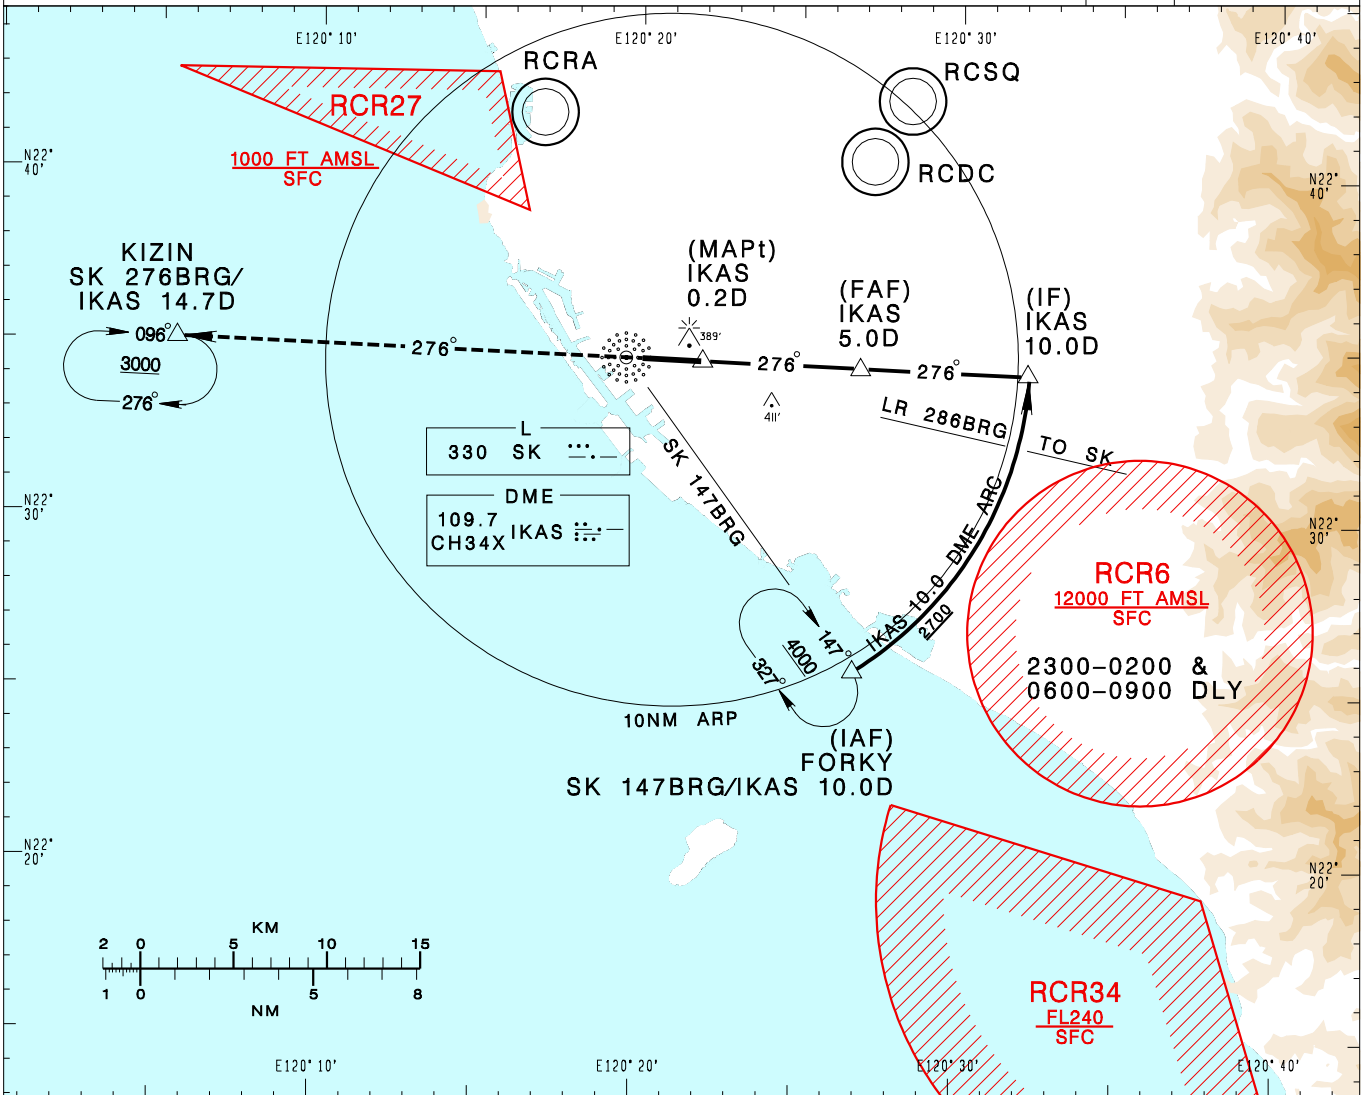 E120° 10'
E120° 20'
E120° 30'
E120° 40'
RCRA
RCSQ
RCR27
N22°
40'
1000 FT AMSL
SFC
RCDC
N22°
40'
KIZIN
SK 276BRG/
IKAS 14.7D
(MAPt)
IKAS
0.2D
(FAF)
IKAS
5.0D
(IF)
IKAS
10.0D
096°
3000
276°
276°
389'
276°
276°
411'
LR 286BRG TO SK
L
330 SK
DME
109.7
CH34X
IKAS
SK 147BRG
N22°
30'
N22°
30'
IKAS 10.0 DME ARC
2700
RCR6
12000 FT AMSL
SFC
2300-0200 &
0600-0900 DLY
147°
4000
327°
10NM ARP
(IAF)
FORKY
SK 147BRG/IKAS 10.0D
N22°
20'
N22°
20'
KM
2 0 5 10 15
1 0 5 8
NM
RCR34
FL240
SFC
E120° 10'
E120° 20'
E120° 30'
E120° 40'